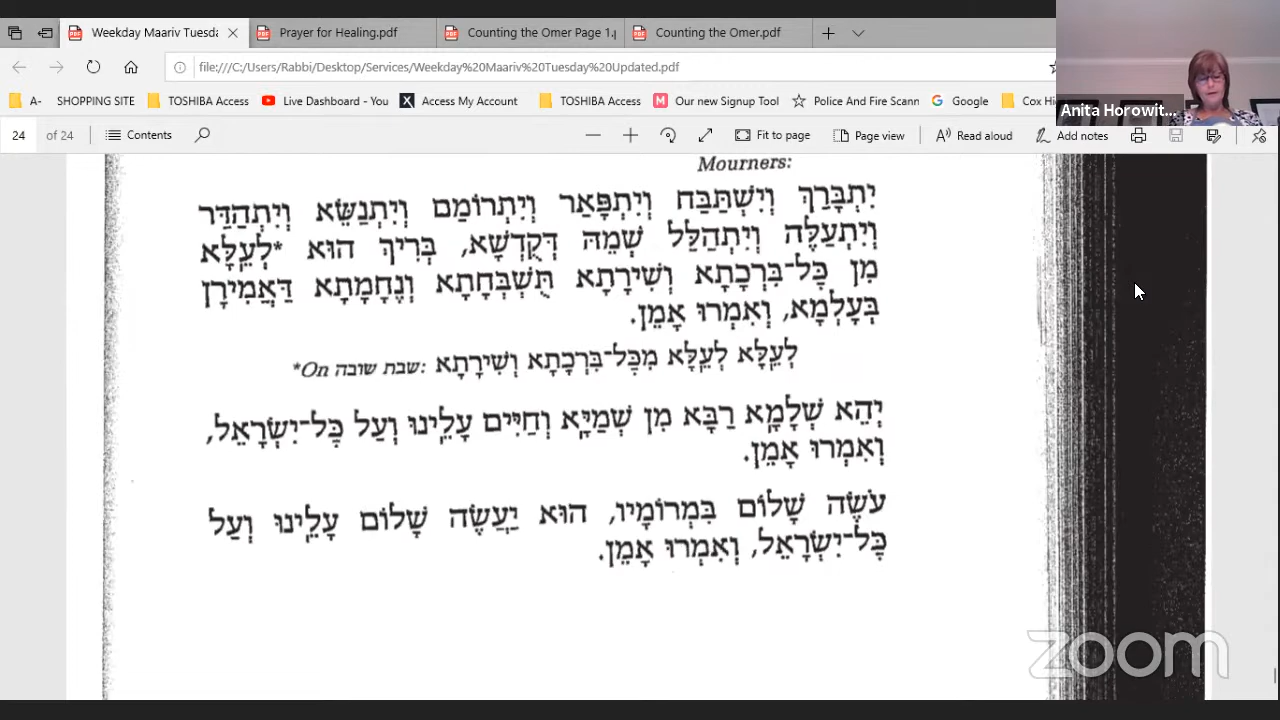 Weekday Maariv Tuesda
Prayer for Healing.pdf
Counting the Omer Page 1.
Counting the Omer.pdf
file:///C:/Users/Rabbi/Desktop/Services/Weekday%20Maariv%20Tuesday%20Updated.pdf
A- SHOPPING SITE
TOSHIBA Access
Live Dashboard - You
Access My Account
TOSHIBA Access
Our new Signup Tool
Police And Fire Scann
Google
Cox Hi
Anita Horowit...
24 of 24
Contents
Fit to page
Page view
Read aloud
Add notes
Mourners:
יִתְבָּרַךְ וְיִשְׁתַּבַּח וְיִתְפָּאַר וְיִתְרוֹמַם וְיִתְנַשֵּׂא וְיִתְהַדַּר
וְיִתְעַלֶּה וְיִתְהַלַּל שְׁמֵהּ דְּקֻדְשָׁא, בְּרִיךְ הוּא *לְעֵלָּא
מִן כָּל־בִּרְכָתָא וְשִׁירָתָא תֻּשְׁבְּחָתָא וְנֶחָמָתָא דַּאֲמִירָן
בְּעָלְמָא, וְאִמְרוּ אָמֵן.
*On שבת שובה: לְעֵלָּא לְעֵלָּא מִכָּל־בִּרְכָתָא וְשִׁירָתָא
יְהֵא שְׁלָמָא רַבָּא מִן שְׁמַיָּא וְחַיִּים עָלֵינוּ וְעַל כָּל־יִשְׂרָאֵל,
וְאִמְרוּ אָמֵן.
עֹשֶׂה שָׁלוֹם בִּמְרוֹמָיו, הוּא יַעֲשֶׂה שָׁלוֹם עָלֵינוּ וְעַל
כָּל־יִשְׂרָאֵל, וְאִמְרוּ אָמֵן.
zoom